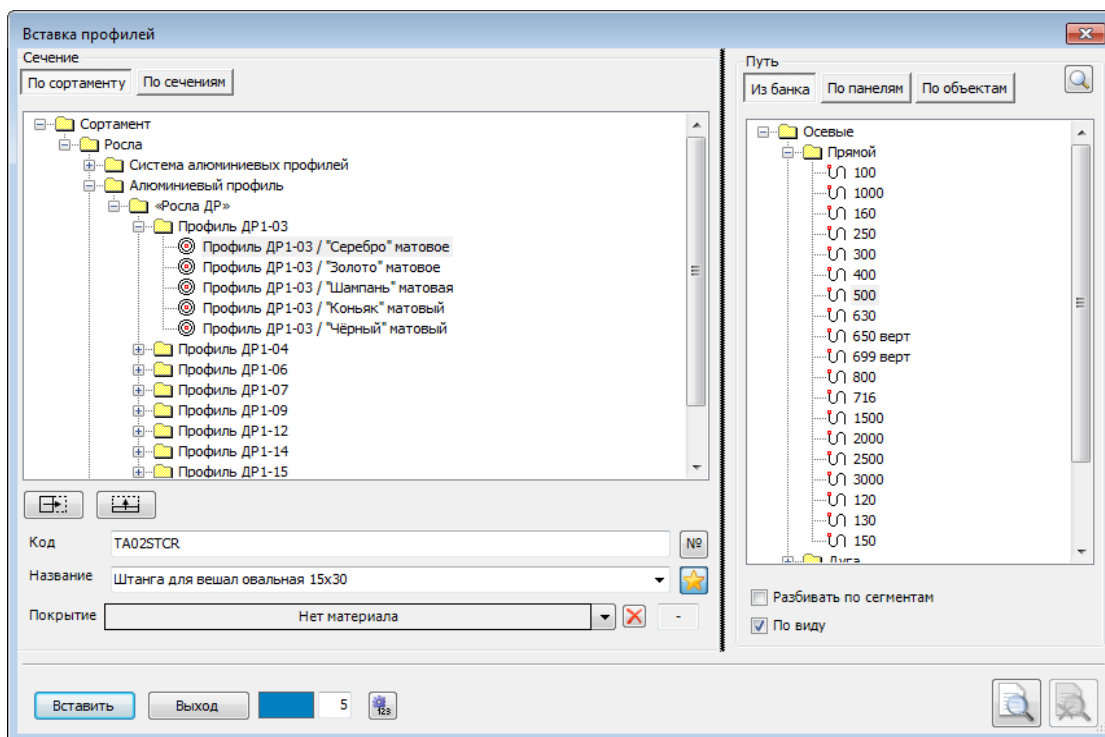 Вставка профилей
Сечение
По сортаменту По сечениям
Сортамент
Росла
Система алюминиевых профилей
Алюминиевый профиль
«Росла ДР»
Профиль ДР1-03
Профиль ДР1-03 / "Серебро" матовое
Профиль ДР1-03 / "Золото" матовое
Профиль ДР1-03 / "Шампань" матовая
Профиль ДР1-03 / "Коньяк" матовый
Профиль ДР1-03 / "Чёрный" матовый
Профиль ДР1-04
Профиль ДР1-06
Профиль ДР1-07
Профиль ДР1-09
Профиль ДР1-12
Профиль ДР1-14
Профиль ДР1-15
Код TA02STCR №
Название Штанга для вешал овальная 15x30
Покрытие Нет материала -
Путь
Из банка По панелям По объектам
Осевые
Прямой
100
1000
160
250
300
400
500
630
650 верт
699 верт
800
716
1500
2000
2500
3000
120
130
150
Дуга
Разбивать по сегментам
По виду
Вставить Выход 5 123